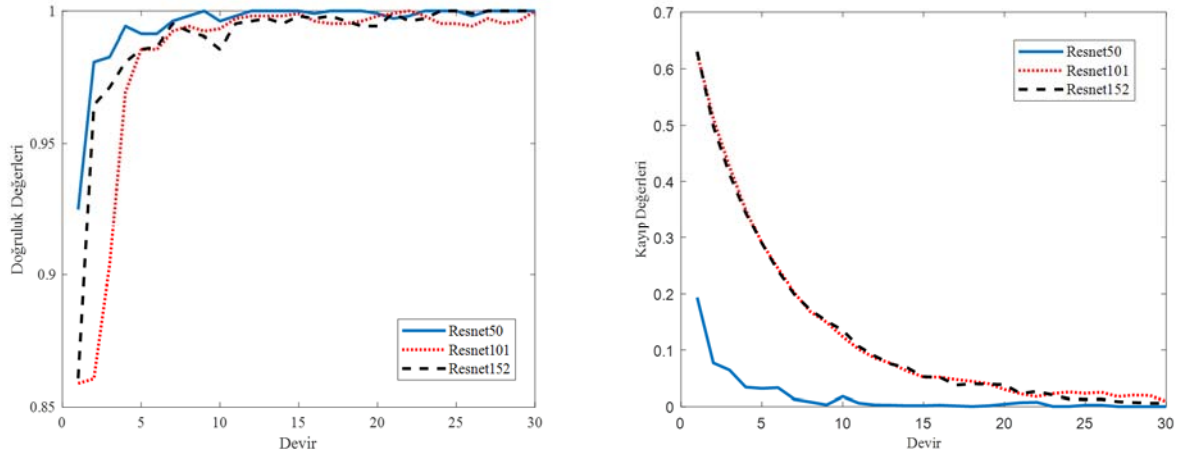 Doğruluk Değerleri
1
0.95
0.9
0.85
Resnet50
Resnet101
Resnet152
0 5 10 15 20 25 30
Devir
Kayıp Değerleri
0.7
0.6
0.5
0.4
0.3
0.2
0.1
0
Resnet50
Resnet101
Resnet152
0 5 10 15 20 25 30
Devir